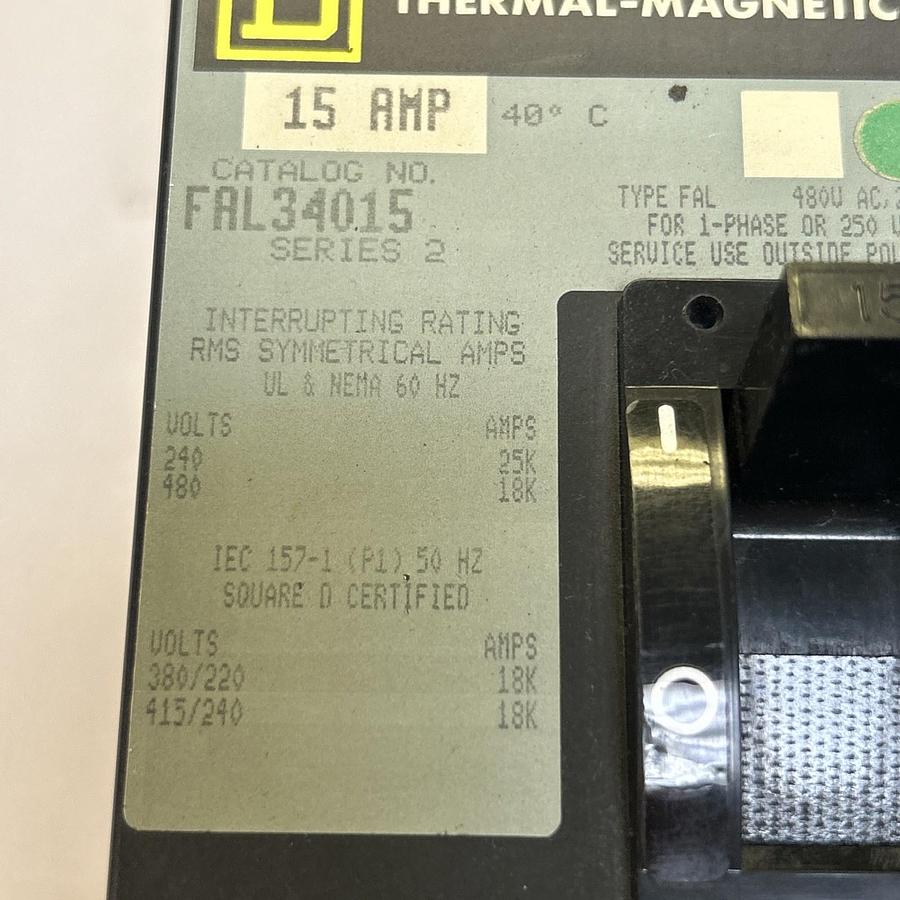 D
THERMAL-MAGNETIC
15 AMP
40° C
CATALOG NO.
FAL34015
SERIES 2
TYPE FAL 480V AC,
FOR 1-PHASE OR 250
SERVICE USE OUTSIDE
INTERRUPTING RATING
RMS SYMMETRICAL AMPS
UL & NEMA 60 HZ
VOLTS AMPS
240 25K
480 18K
IEC 157-1 (P1) 50 HZ
SQUARE D CERTIFIED
VOLTS AMPS
380/220 18K
415/240 18K
15
I
O